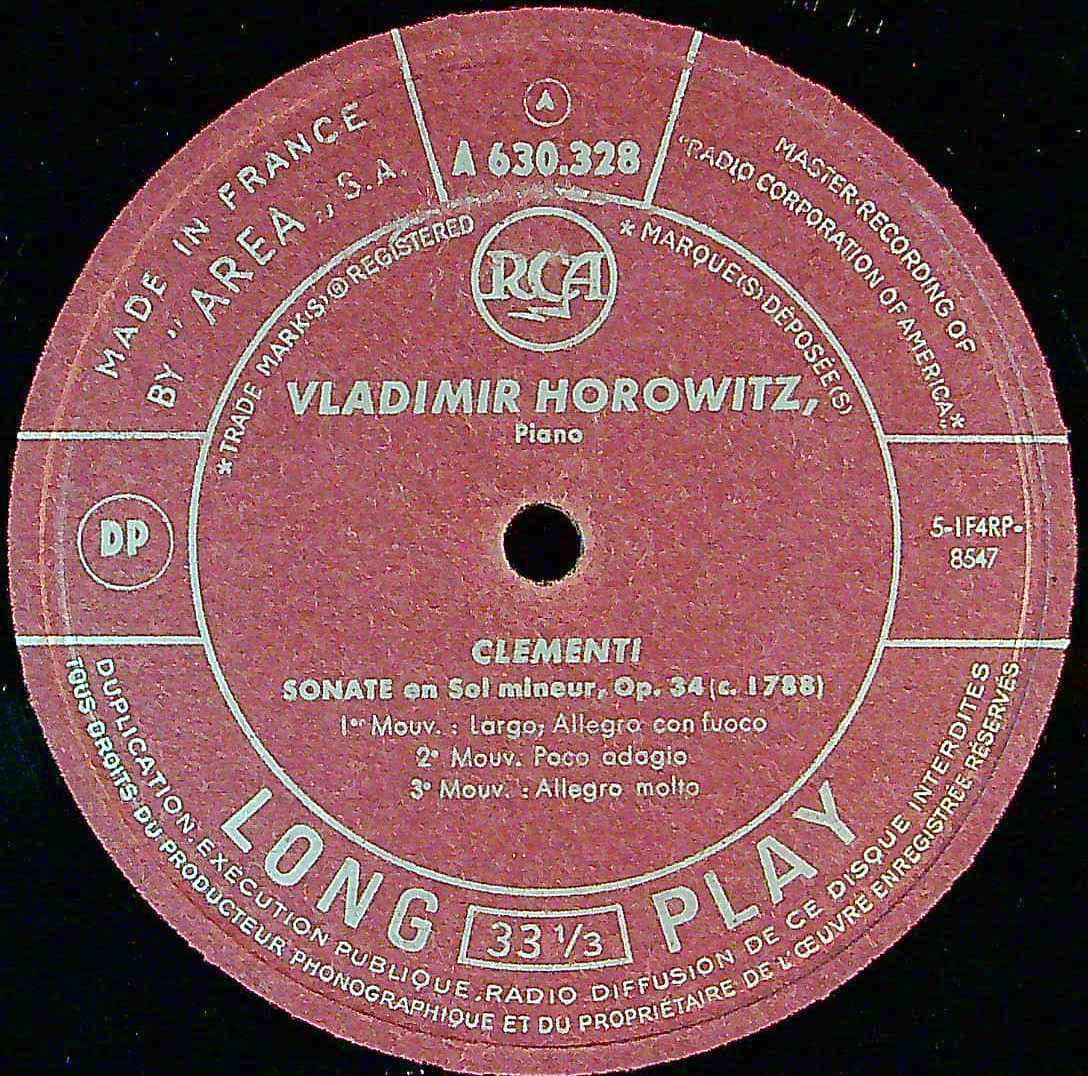 A
A 630.328
MADE IN FRANCE
BY "AREA„ S.A.
MASTER-RECORDING OF
"RADIO CORPORATION OF AMERICA„*
*TRADE MARK(S) ® REGISTERED
RCA
* MARQUE(S) DÉPOSÉE(S)
VLADIMIR HOROWITZ,
Piano
DP
5-1F4RP-
8547
CLEMENTI
SONATE en Sol mineur, Op. 34 (c. 1788)
1er Mouv. : Largo; Allegro con fuoco
2e Mouv. Poco adagio
3e Mouv. : Allegro molto
LONG 33 1/3 PLAY
DUPLICATION EXÉCUTION PUBLIQUE, RADIO DIFFUSION DE CE DISQUE INTERDITES
TOUS DROITS DU PRODUCTEUR PHONOGRAPHIQUE ET DU PROPRIÉTAIRE DE L'ŒUVRE ENREGISTRÉE RÉSERVÉS